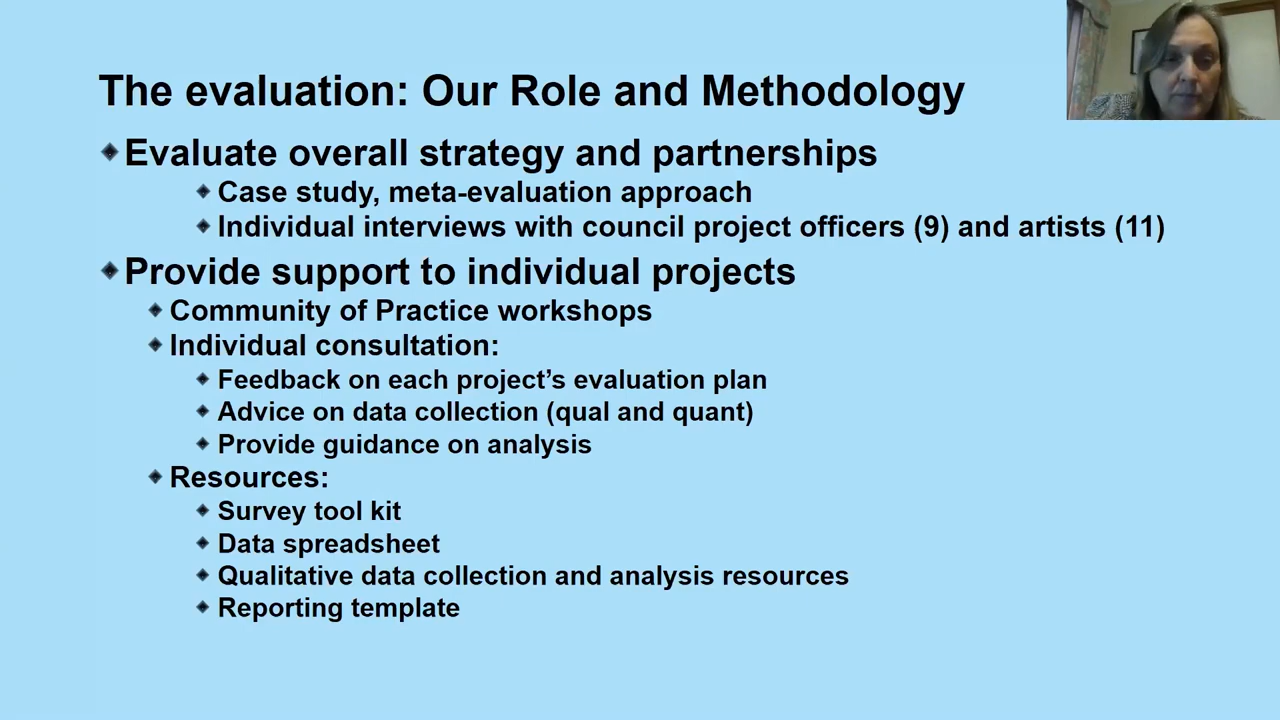 The evaluation: Our Role and Methodology
Evaluate overall strategy and partnerships
Case study, meta-evaluation approach
Individual interviews with council project officers (9) and artists (11)
Provide support to individual projects
Community of Practice workshops
Individual consultation:
Feedback on each project’s evaluation plan
Advice on data collection (qual and quant)
Provide guidance on analysis
Resources:
Survey tool kit
Data spreadsheet
Qualitative data collection and analysis resources
Reporting template